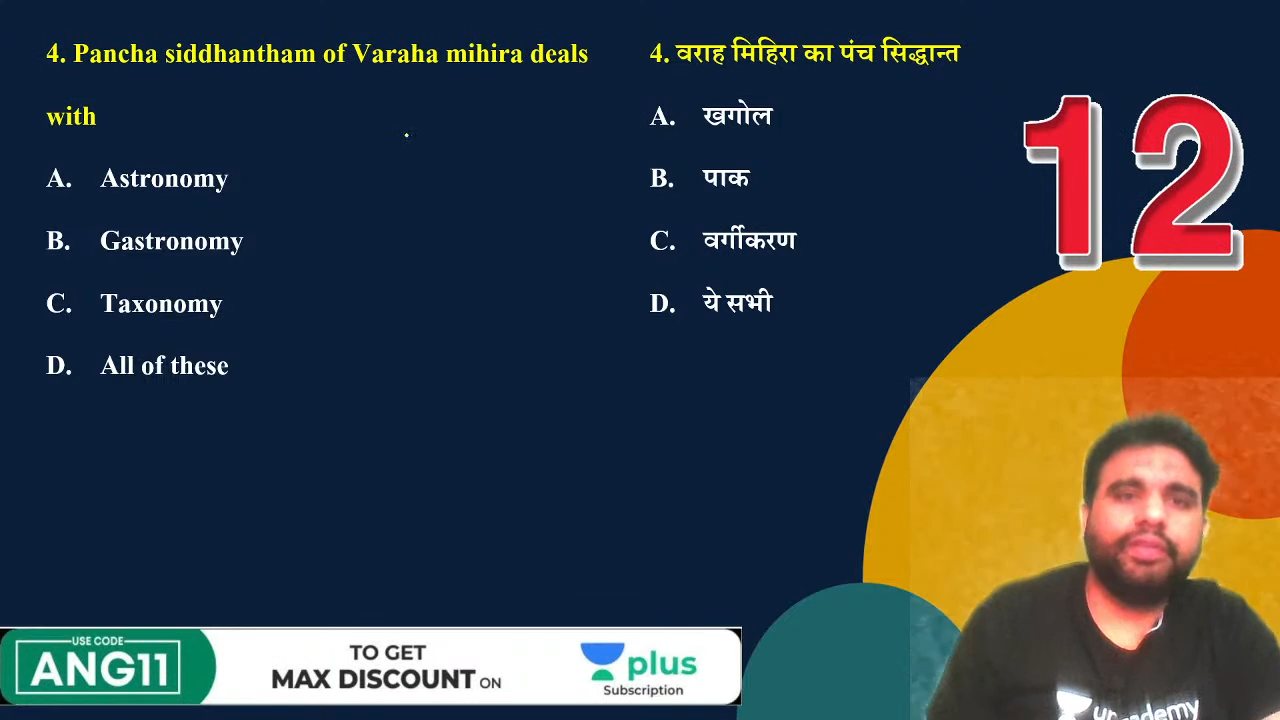 4. Pancha siddhantham of Varaha mihira deals
with
A. Astronomy
B. Gastronomy
C. Taxonomy
D. All of these
4. वराह मिहिरा का पंच सिद्धान्त
A. खगोल
B. पाक
C. वर्गीकरण
D. ये सभी
12
USE CODE
ANG11
TO GET
MAX DISCOUNT ON
plus
Subscription